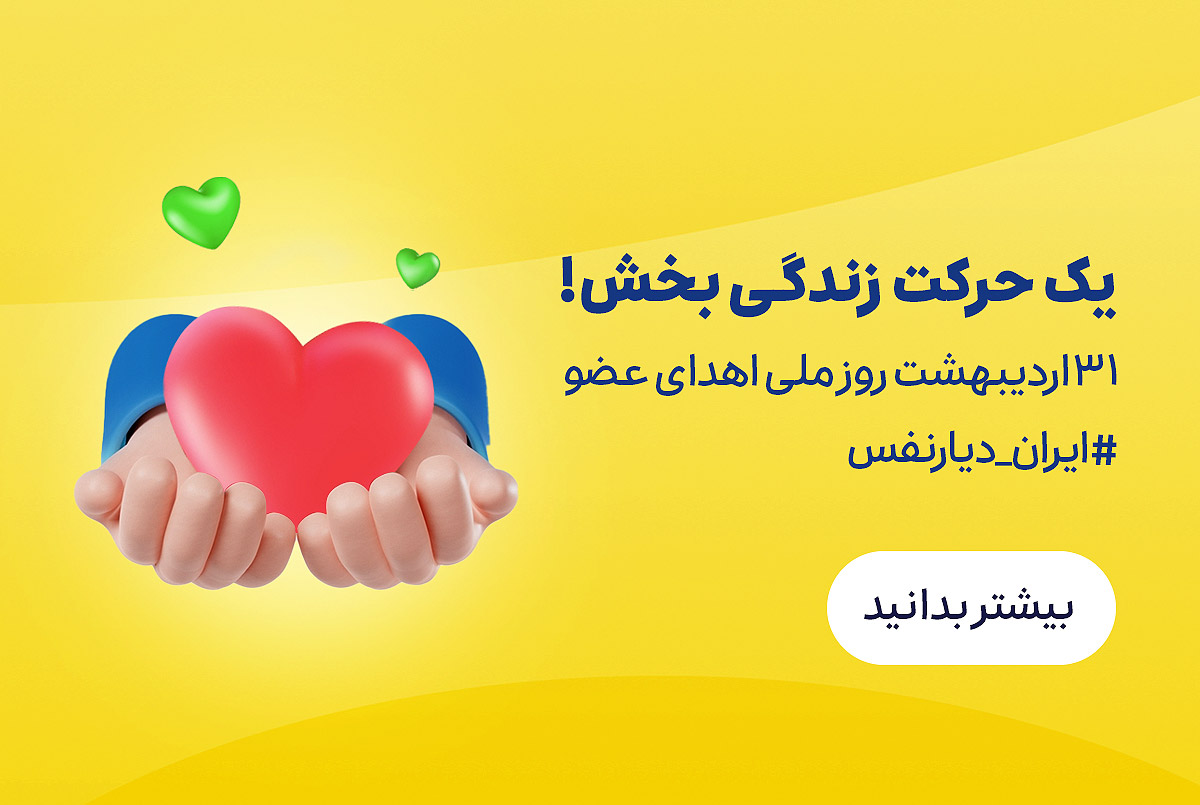 یک حرکت زندگی بخش!
۳۱ اردیبهشت روز ملی اهدای عضو
#ایران_دیارنفس
بیشتر بدانید